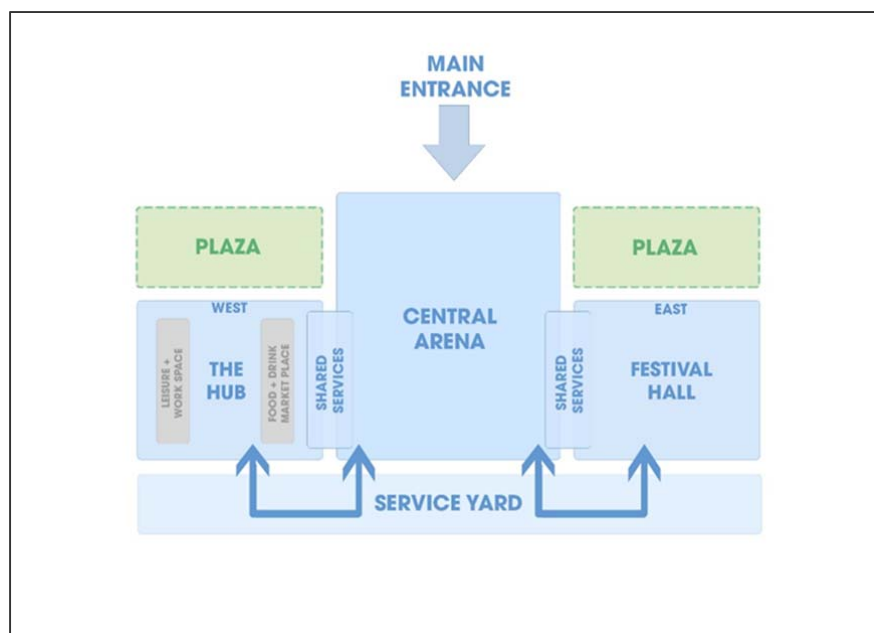 MAIN
ENTRANCE
PLAZA
PLAZA
WEST
EAST
CENTRAL
ARENA
LEISURE +
WORK SPACE
THE
HUB
FOOD + DRINK
MARKET PLACE
SHARED
SERVICES
SHARED
SERVICES
FESTIVAL
HALL
SERVICE YARD